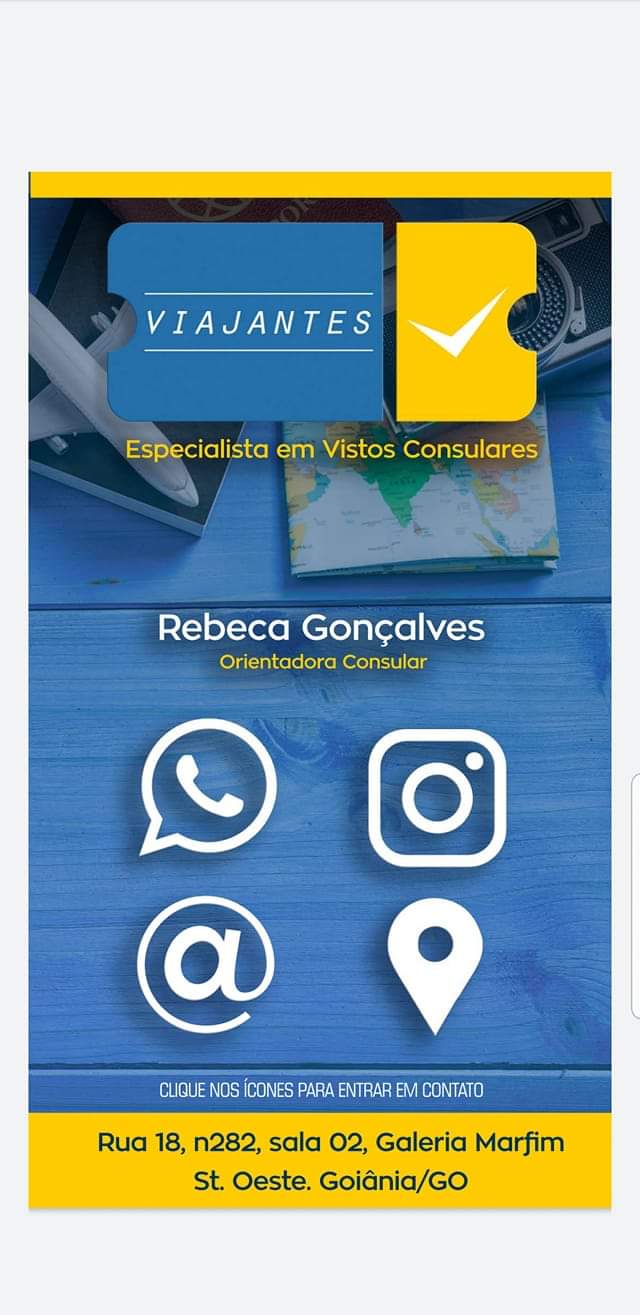 VIAJANTES
Especialista em Vistos Consulares
Rebeca Gonçalves
Orientadora Consular
CLIQUE NOS ÍCONES PARA ENTRAR EM CONTATO
Rua 18, n282, sala 02, Galeria Marfim
St. Oeste. Goiânia/GO